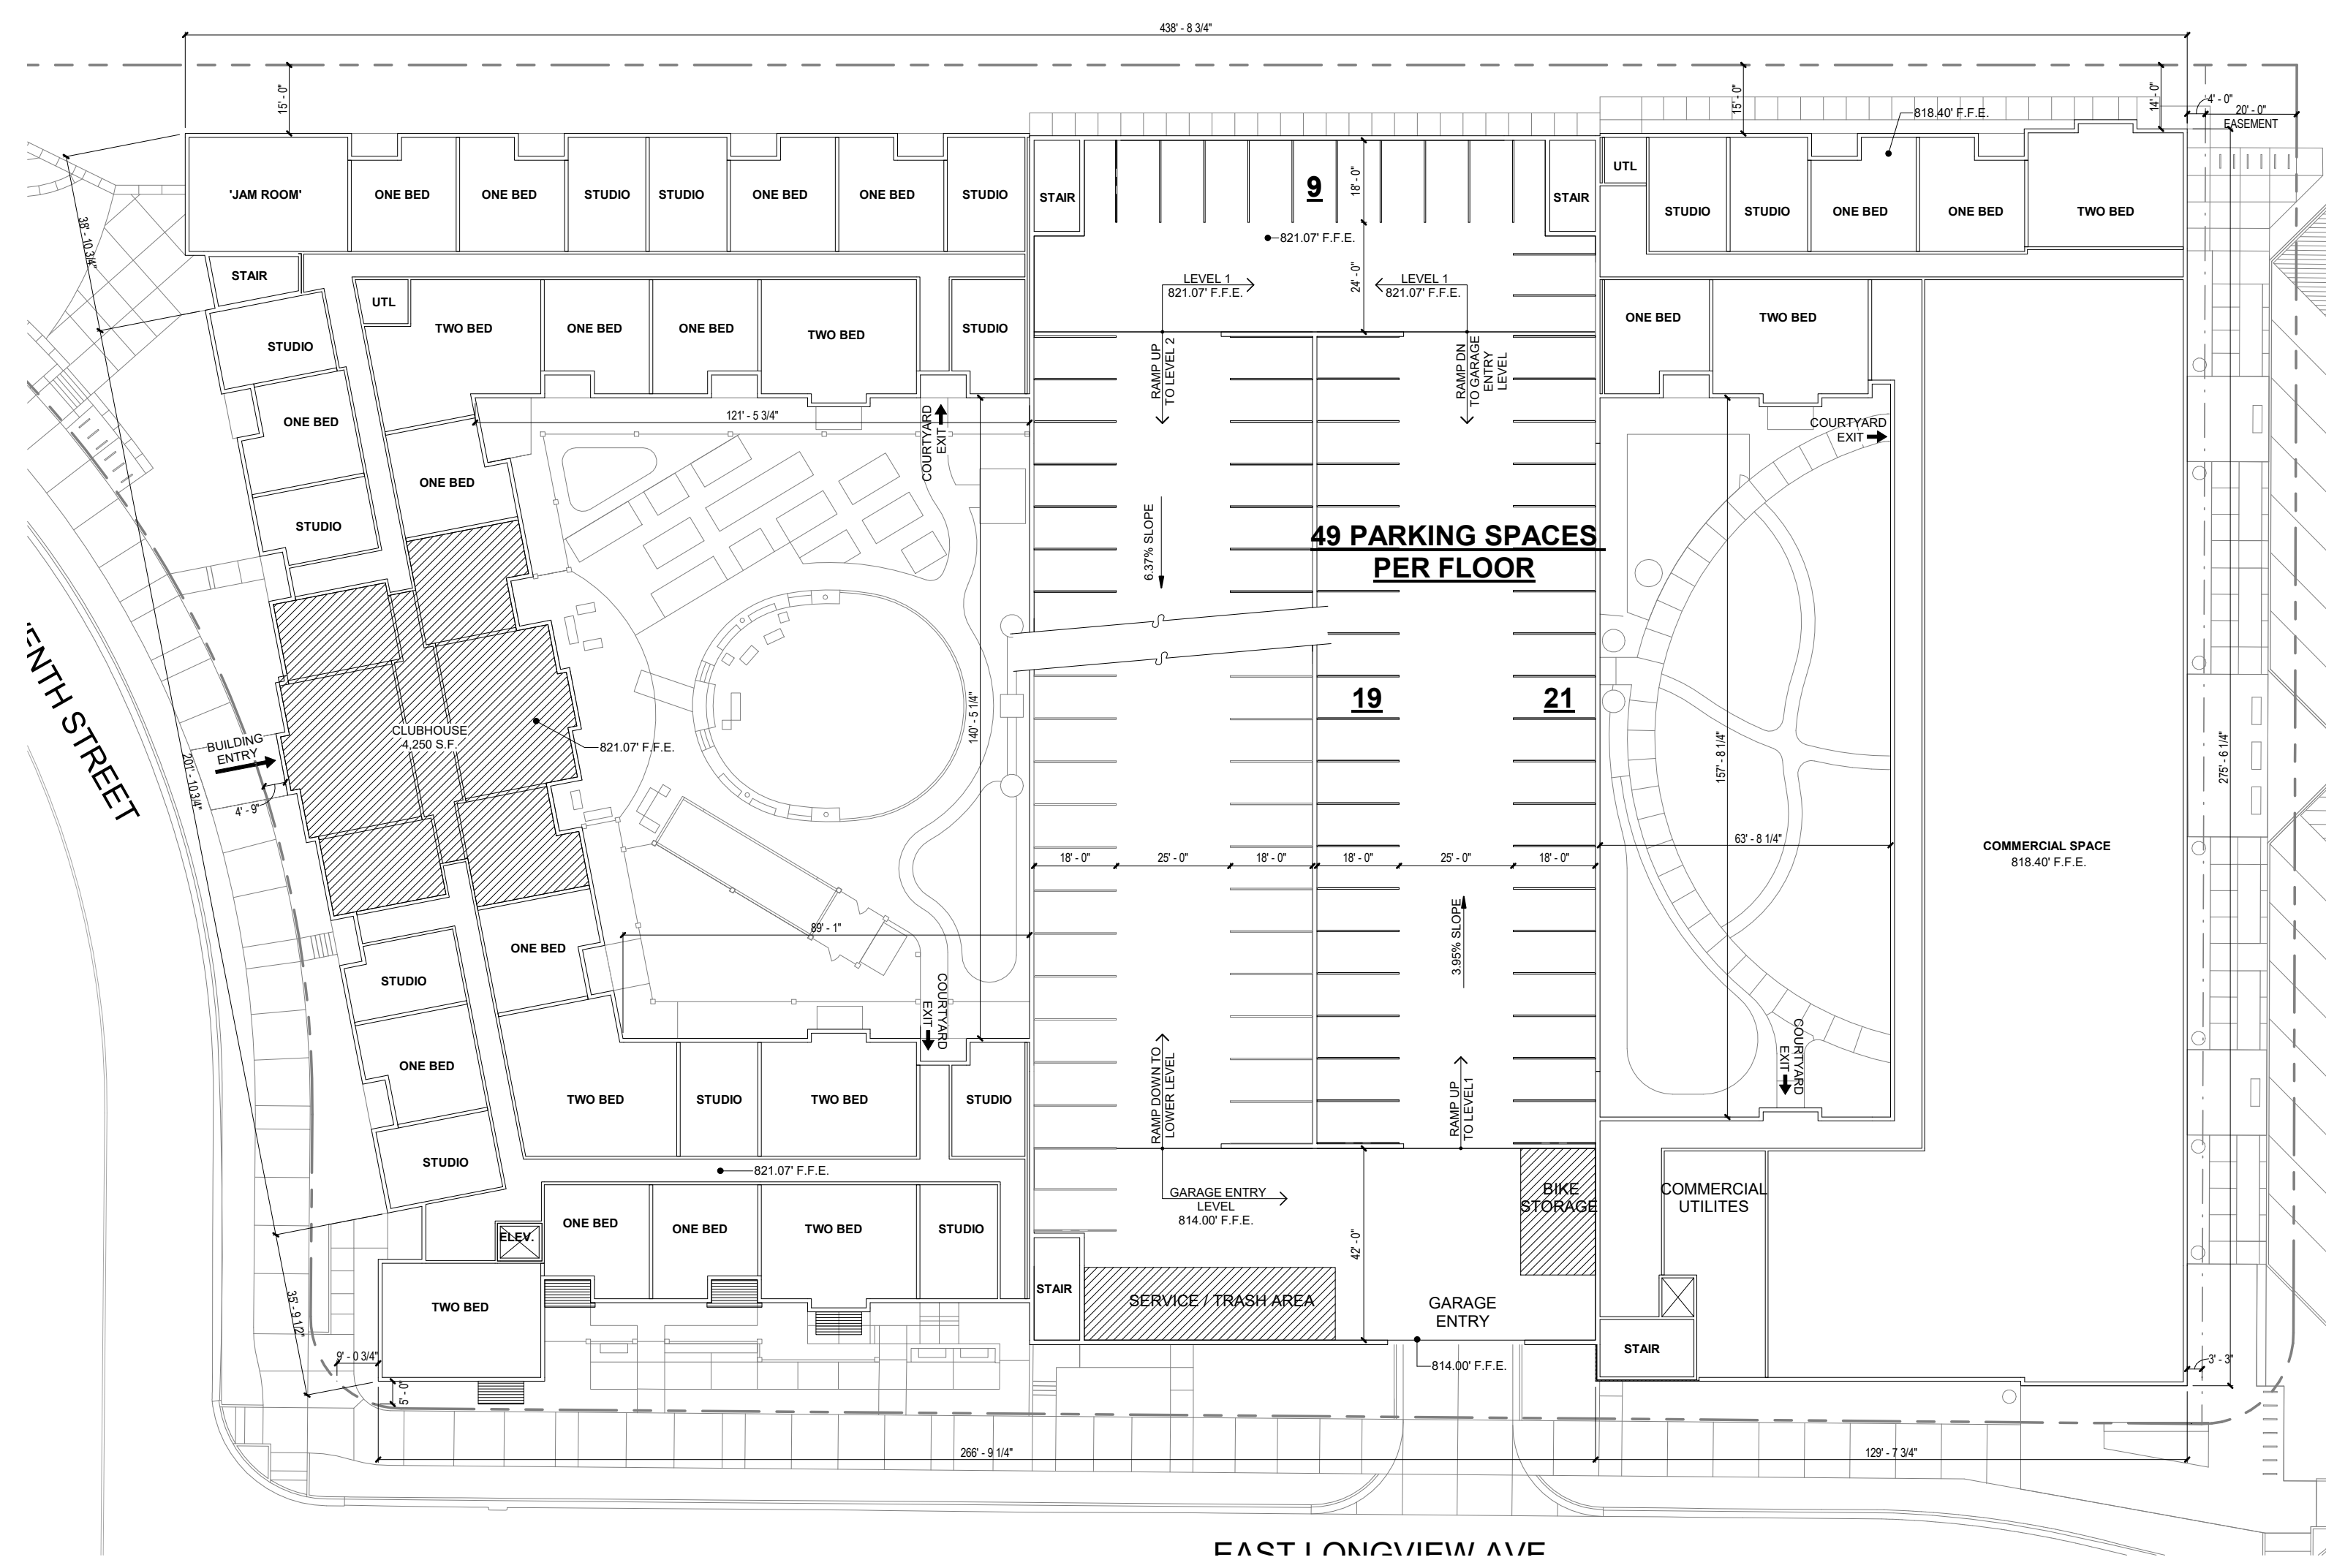 438' - 8 3/4"
15' - 0"
15' - 0"
14' - 0"
4' - 0"
20' - 0"
EASEMENT
818.40' F.F.E.
38' - 10 3/4"
'JAM ROOM'
ONE BED
ONE BED
STUDIO
STUDIO
ONE BED
ONE BED
STUDIO
STAIR
9
18' - 0"
STAIR
UTL
STUDIO
STUDIO
ONE BED
ONE BED
TWO BED
821.07' F.F.E.
24' - 0"
STAIR
UTL
TWO BED
ONE BED
ONE BED
TWO BED
STUDIO
LEVEL 1
821.07' F.F.E.
LEVEL 1
821.07' F.F.E.
ONE BED
TWO BED
STUDIO
RAMP UP
TO LEVEL 2
RAMP DN
TO GARAGE
ENTRY
LEVEL
ONE BED
121' - 5 3/4"
COURTYARD
EXIT
COURTYARD
EXIT
ONE BED
STUDIO
6.37% SLOPE
49 PARKING SPACES
PER FLOOR
ENTH STREET
CLUBHOUSE
4,250 S.F.
821.07' F.F.E.
BUILDING
ENTRY
4' - 9"
201' - 10 3/4"
140' - 5 1/4"
19
21
157' - 8 1/4"
275' - 6 1/4"
63' - 8 1/4"
COMMERCIAL SPACE
818.40' F.F.E.
18' - 0"
25' - 0"
18' - 0"
18' - 0"
25' - 0"
18' - 0"
ONE BED
89' - 1"
3.95% SLOPE
STUDIO
COURTYARD
EXIT
COURTYARD
EXIT
ONE BED
TWO BED
STUDIO
TWO BED
STUDIO
RAMP DOWN TO
LOWER LEVEL
RAMP UP
TO LEVEL1
STUDIO
821.07' F.F.E.
GARAGE ENTRY
LEVEL
814.00' F.F.E.
BIKE
STORAGE
COMMERCIAL
UTILITES
ELEV.
ONE BED
ONE BED
TWO BED
STUDIO
42' - 0"
35' - 9 1/2"
TWO BED
STAIR
SERVICE / TRASH AREA
GARAGE
ENTRY
STAIR
814.00' F.F.E.
9' - 0 3/4"
5' - 0"
3' - 3"
266' - 9 1/4"
129' - 7 3/4"
EAST LONGVIEW AVE